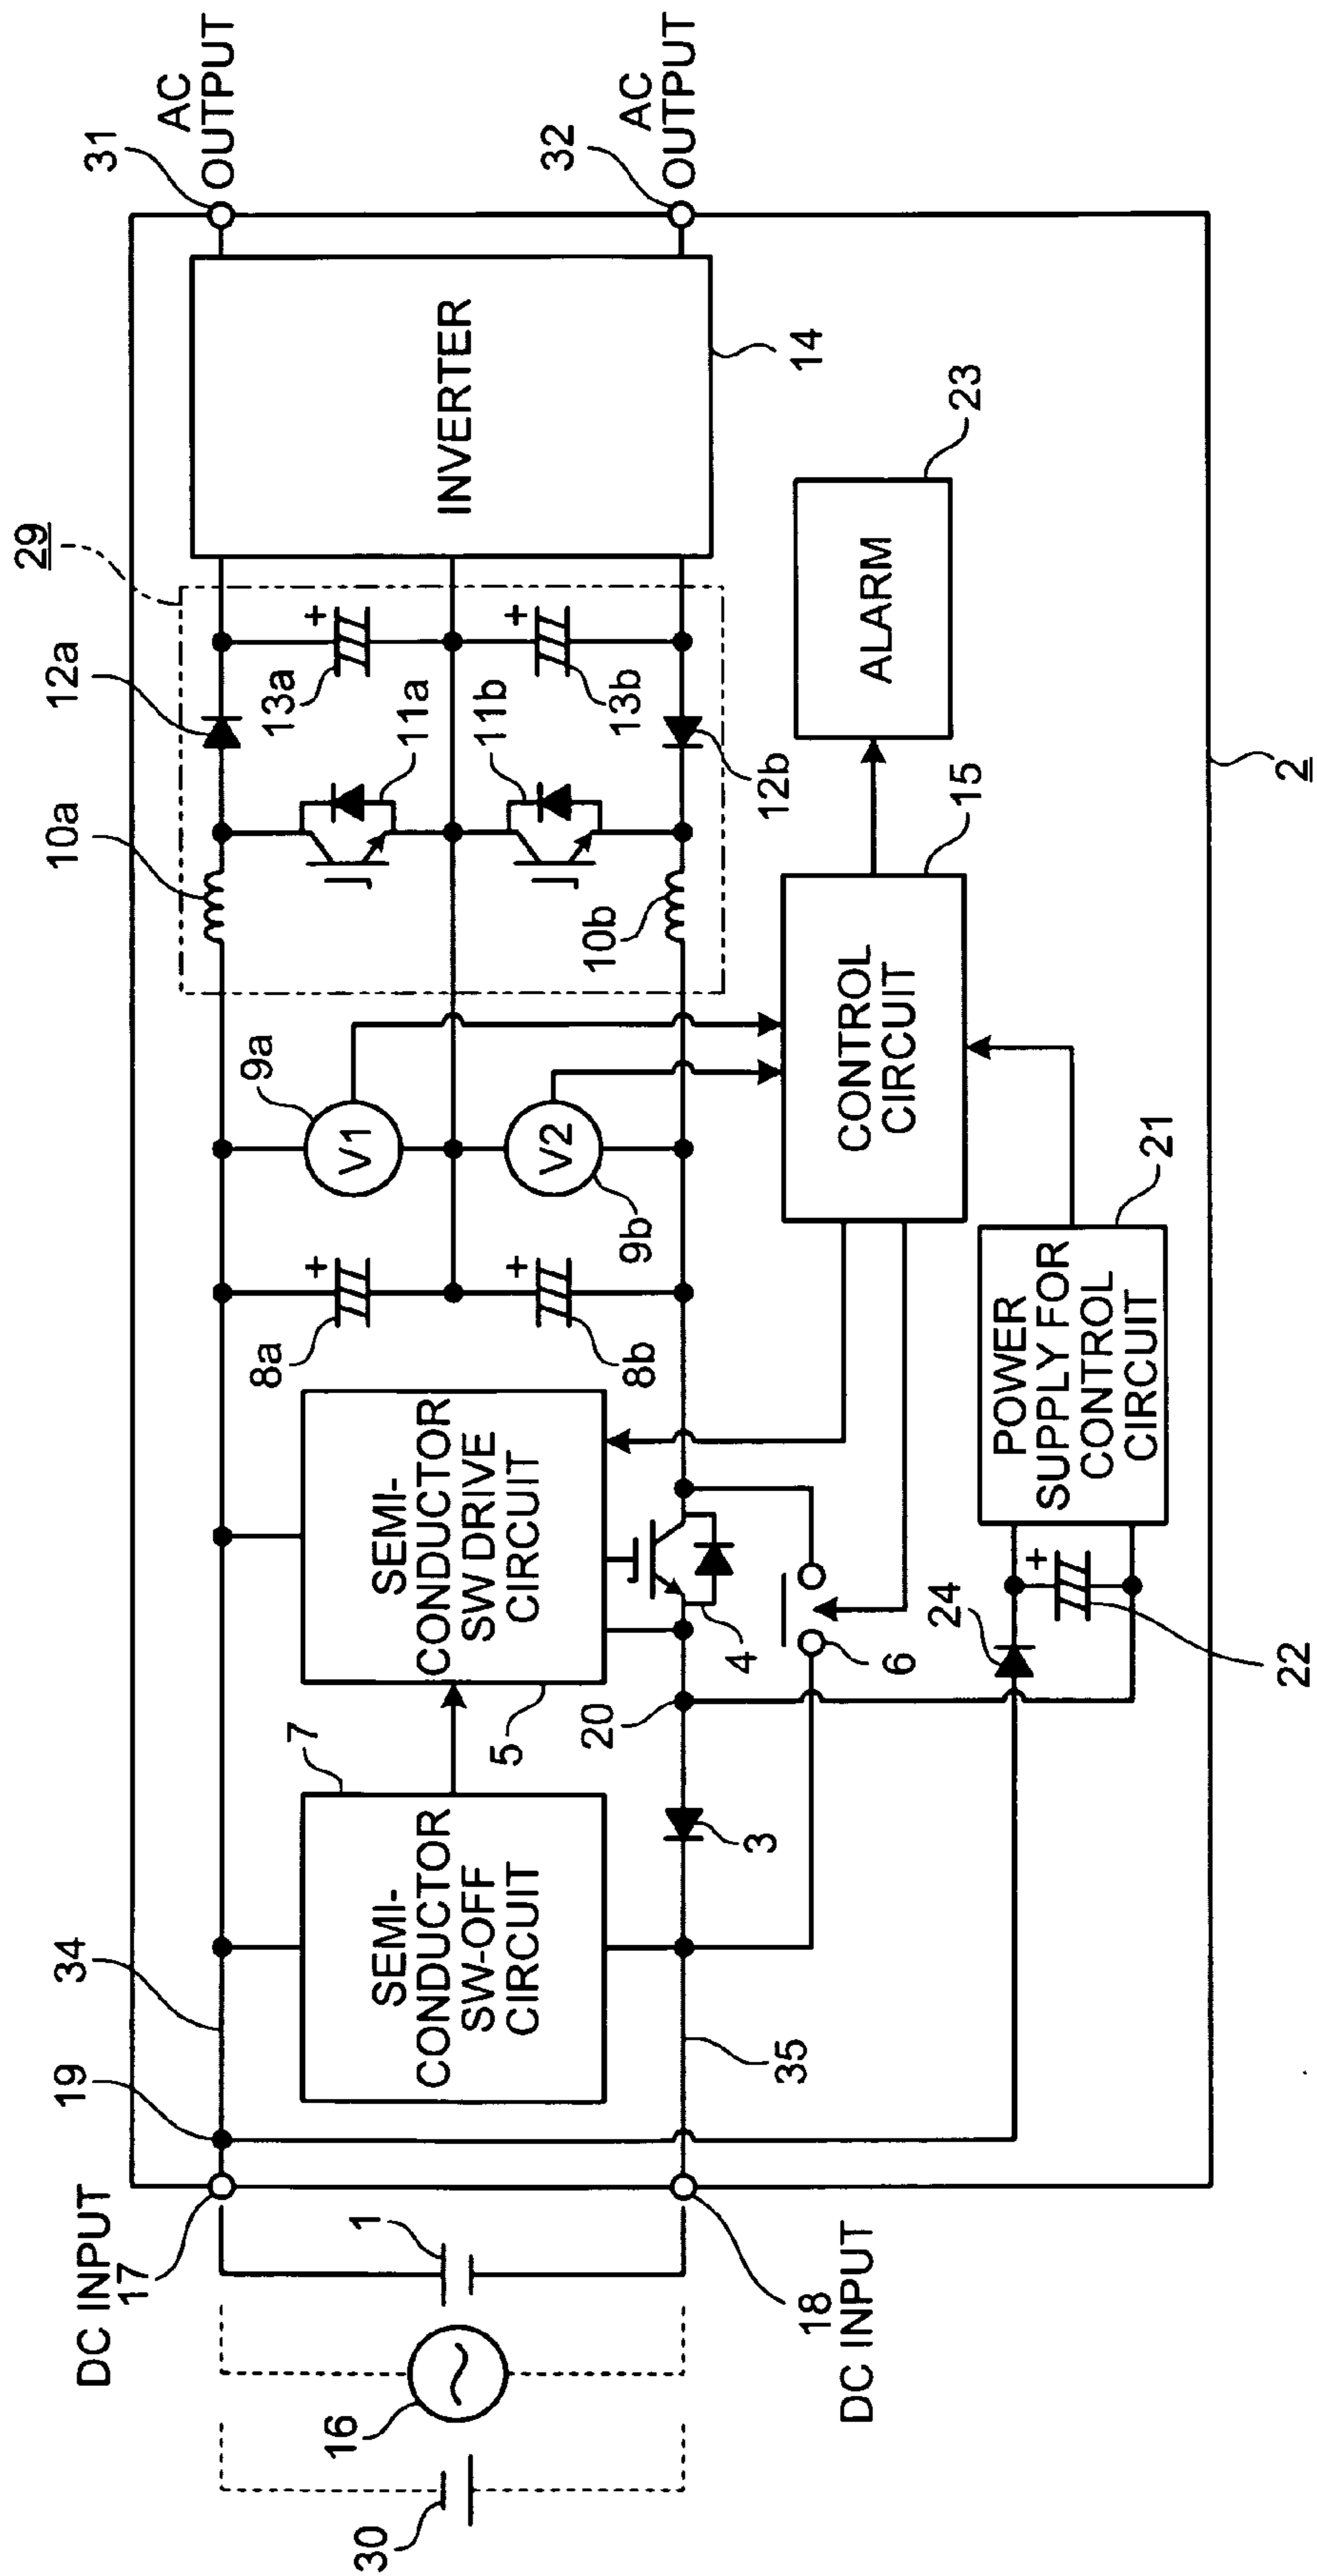 DC INPUT
17
19
34
7
SEMI-
CONDUCTOR
SW-OFF
CIRCUIT
SEMI-
CONDUCTOR
SW DRIVE
CIRCUIT
5
8a
+
8b
+
9a
V1
V2
9b
10a
12a
29
13a
+
11a
11b
13b
+
10b
12b
INVERTER
14
31
AC
OUTPUT
32
AC
OUTPUT
1
16
30
18
DC INPUT
35
3
20
4
6
24
+
22
POWER
SUPPLY FOR
CONTROL
CIRCUIT
21
CONTROL
CIRCUIT
15
ALARM
23
2